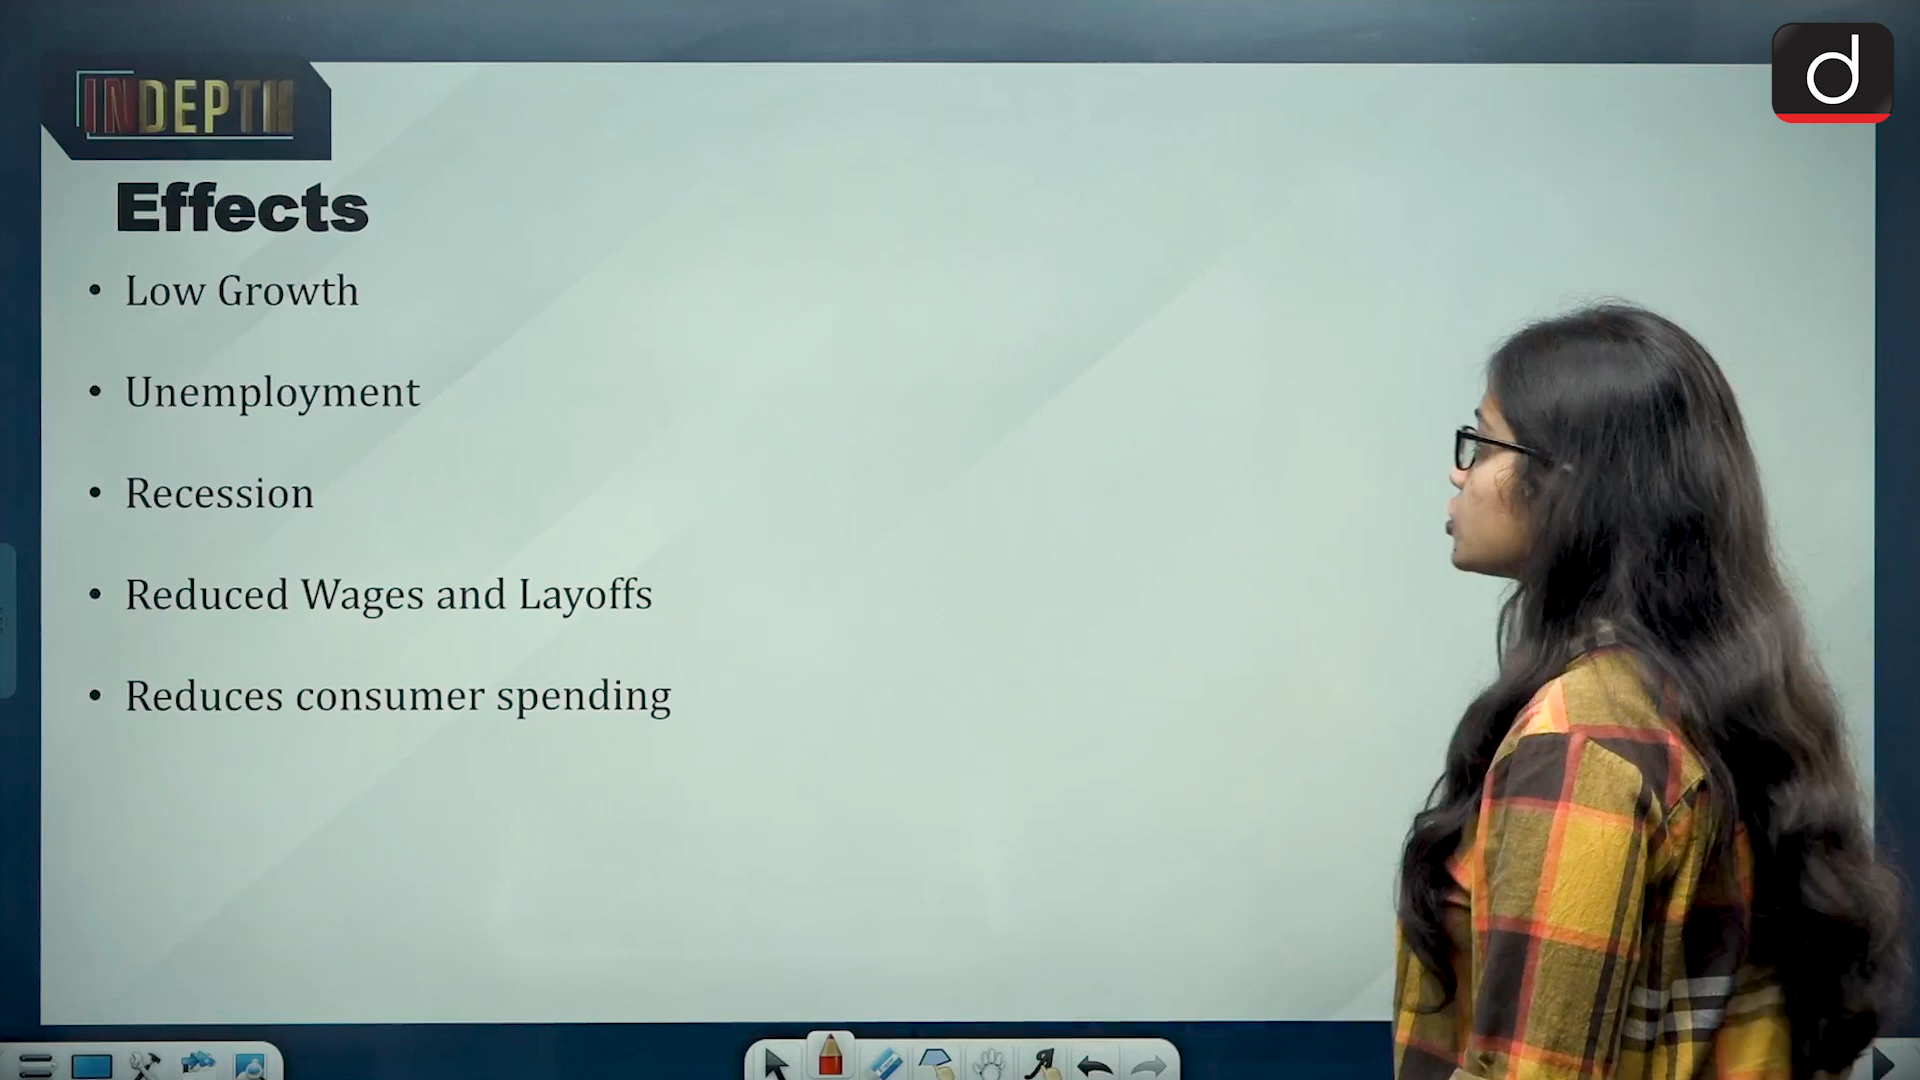 INDEPTH
d
Effects
• Low Growth
• Unemployment
• Recession
• Reduced Wages and Layoffs
• Reduces consumer spending